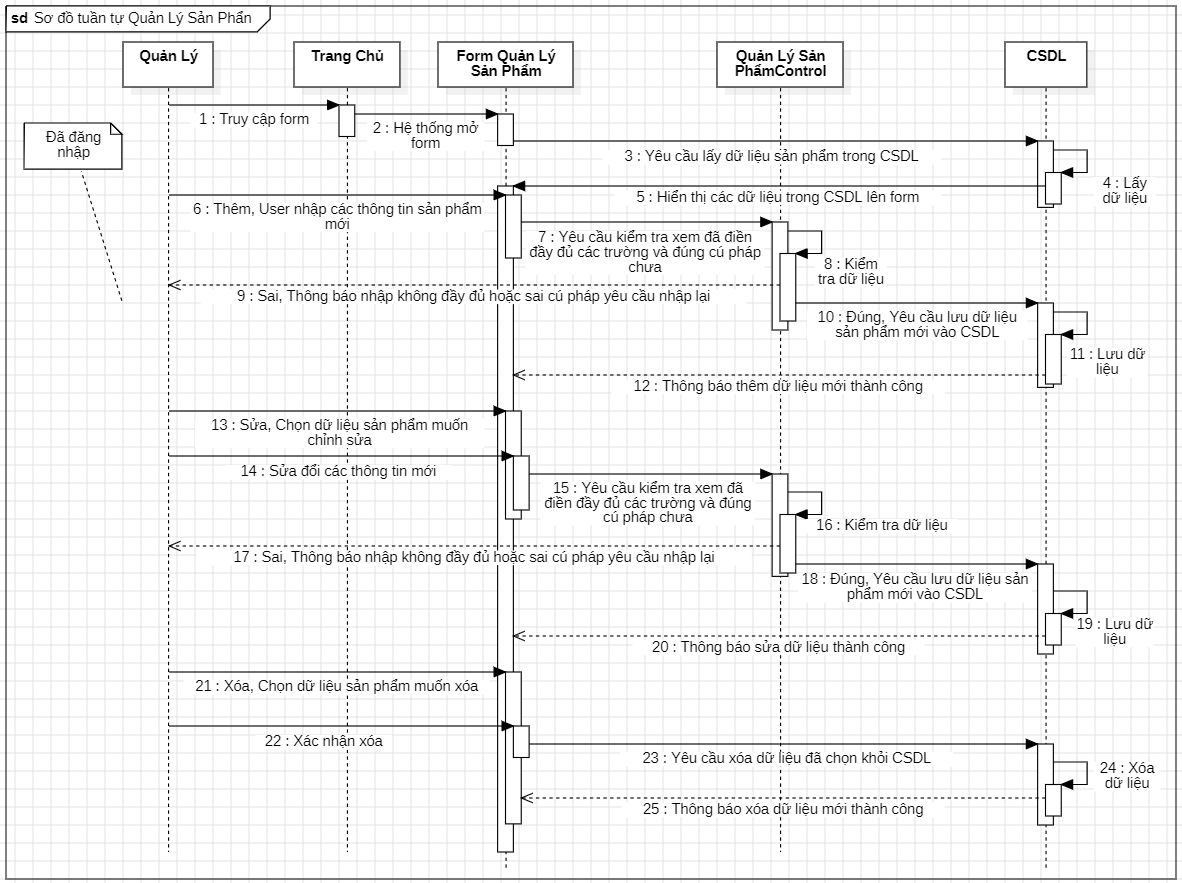 sd Sơ đồ tuần tự Quản Lý Sản Phẩn
Quản Lý
Trang Chủ
Form Quản Lý
Sản Phẩm
Quản Lý Sản
PhẩmControl
CSDL
1 : Truy cập form
2 : Hệ thống mở
form
Đã đăng
nhập
3 : Yêu cầu lấy dữ liệu sản phẩm trong CSDL
4 : Lấy
dữ liệu
5 : Hiển thị các dữ liệu trong CSDL lên form
6 : Thêm, User nhập các thông tin sản phẩm
mới
7 : Yêu cầu kiểm tra xem đã điền
đầy đủ các trường và đúng cú pháp
chưa
8 : Kiểm
tra dữ liệu
9 : Sai, Thông báo nhập không đầy đủ hoặc sai cú pháp yêu cầu nhập lại
10 : Đúng, Yêu cầu lưu dữ liệu
sản phẩm mới vào CSDL
11 : Lưu dữ
liệu
12 : Thông báo thêm dữ liệu mới thành công
13 : Sửa, Chọn dữ liệu sản phẩm muốn
chỉnh sửa
14 : Sửa đổi các thông tin mới
15 : Yêu cầu kiểm tra xem đã
điền đầy đủ các trường và đúng
cú pháp chưa
16 : Kiểm tra dữ liệu
17 : Sai, Thông báo nhập không đầy đủ hoặc sai cú pháp yêu cầu nhập lại
18 : Đúng, Yêu cầu lưu dữ liệu sản
phẩm mới vào CSDL
19 : Lưu dữ
liệu
20 : Thông báo sửa dữ liệu thành công
21 : Xóa, Chọn dữ liệu sản phẩm muốn xóa
22 : Xác nhận xóa
23 : Yêu cầu xóa dữ liệu đã chọn khỏi CSDL
24 : Xóa
dữ liệu
25 : Thông báo xóa dữ liệu mới thành công